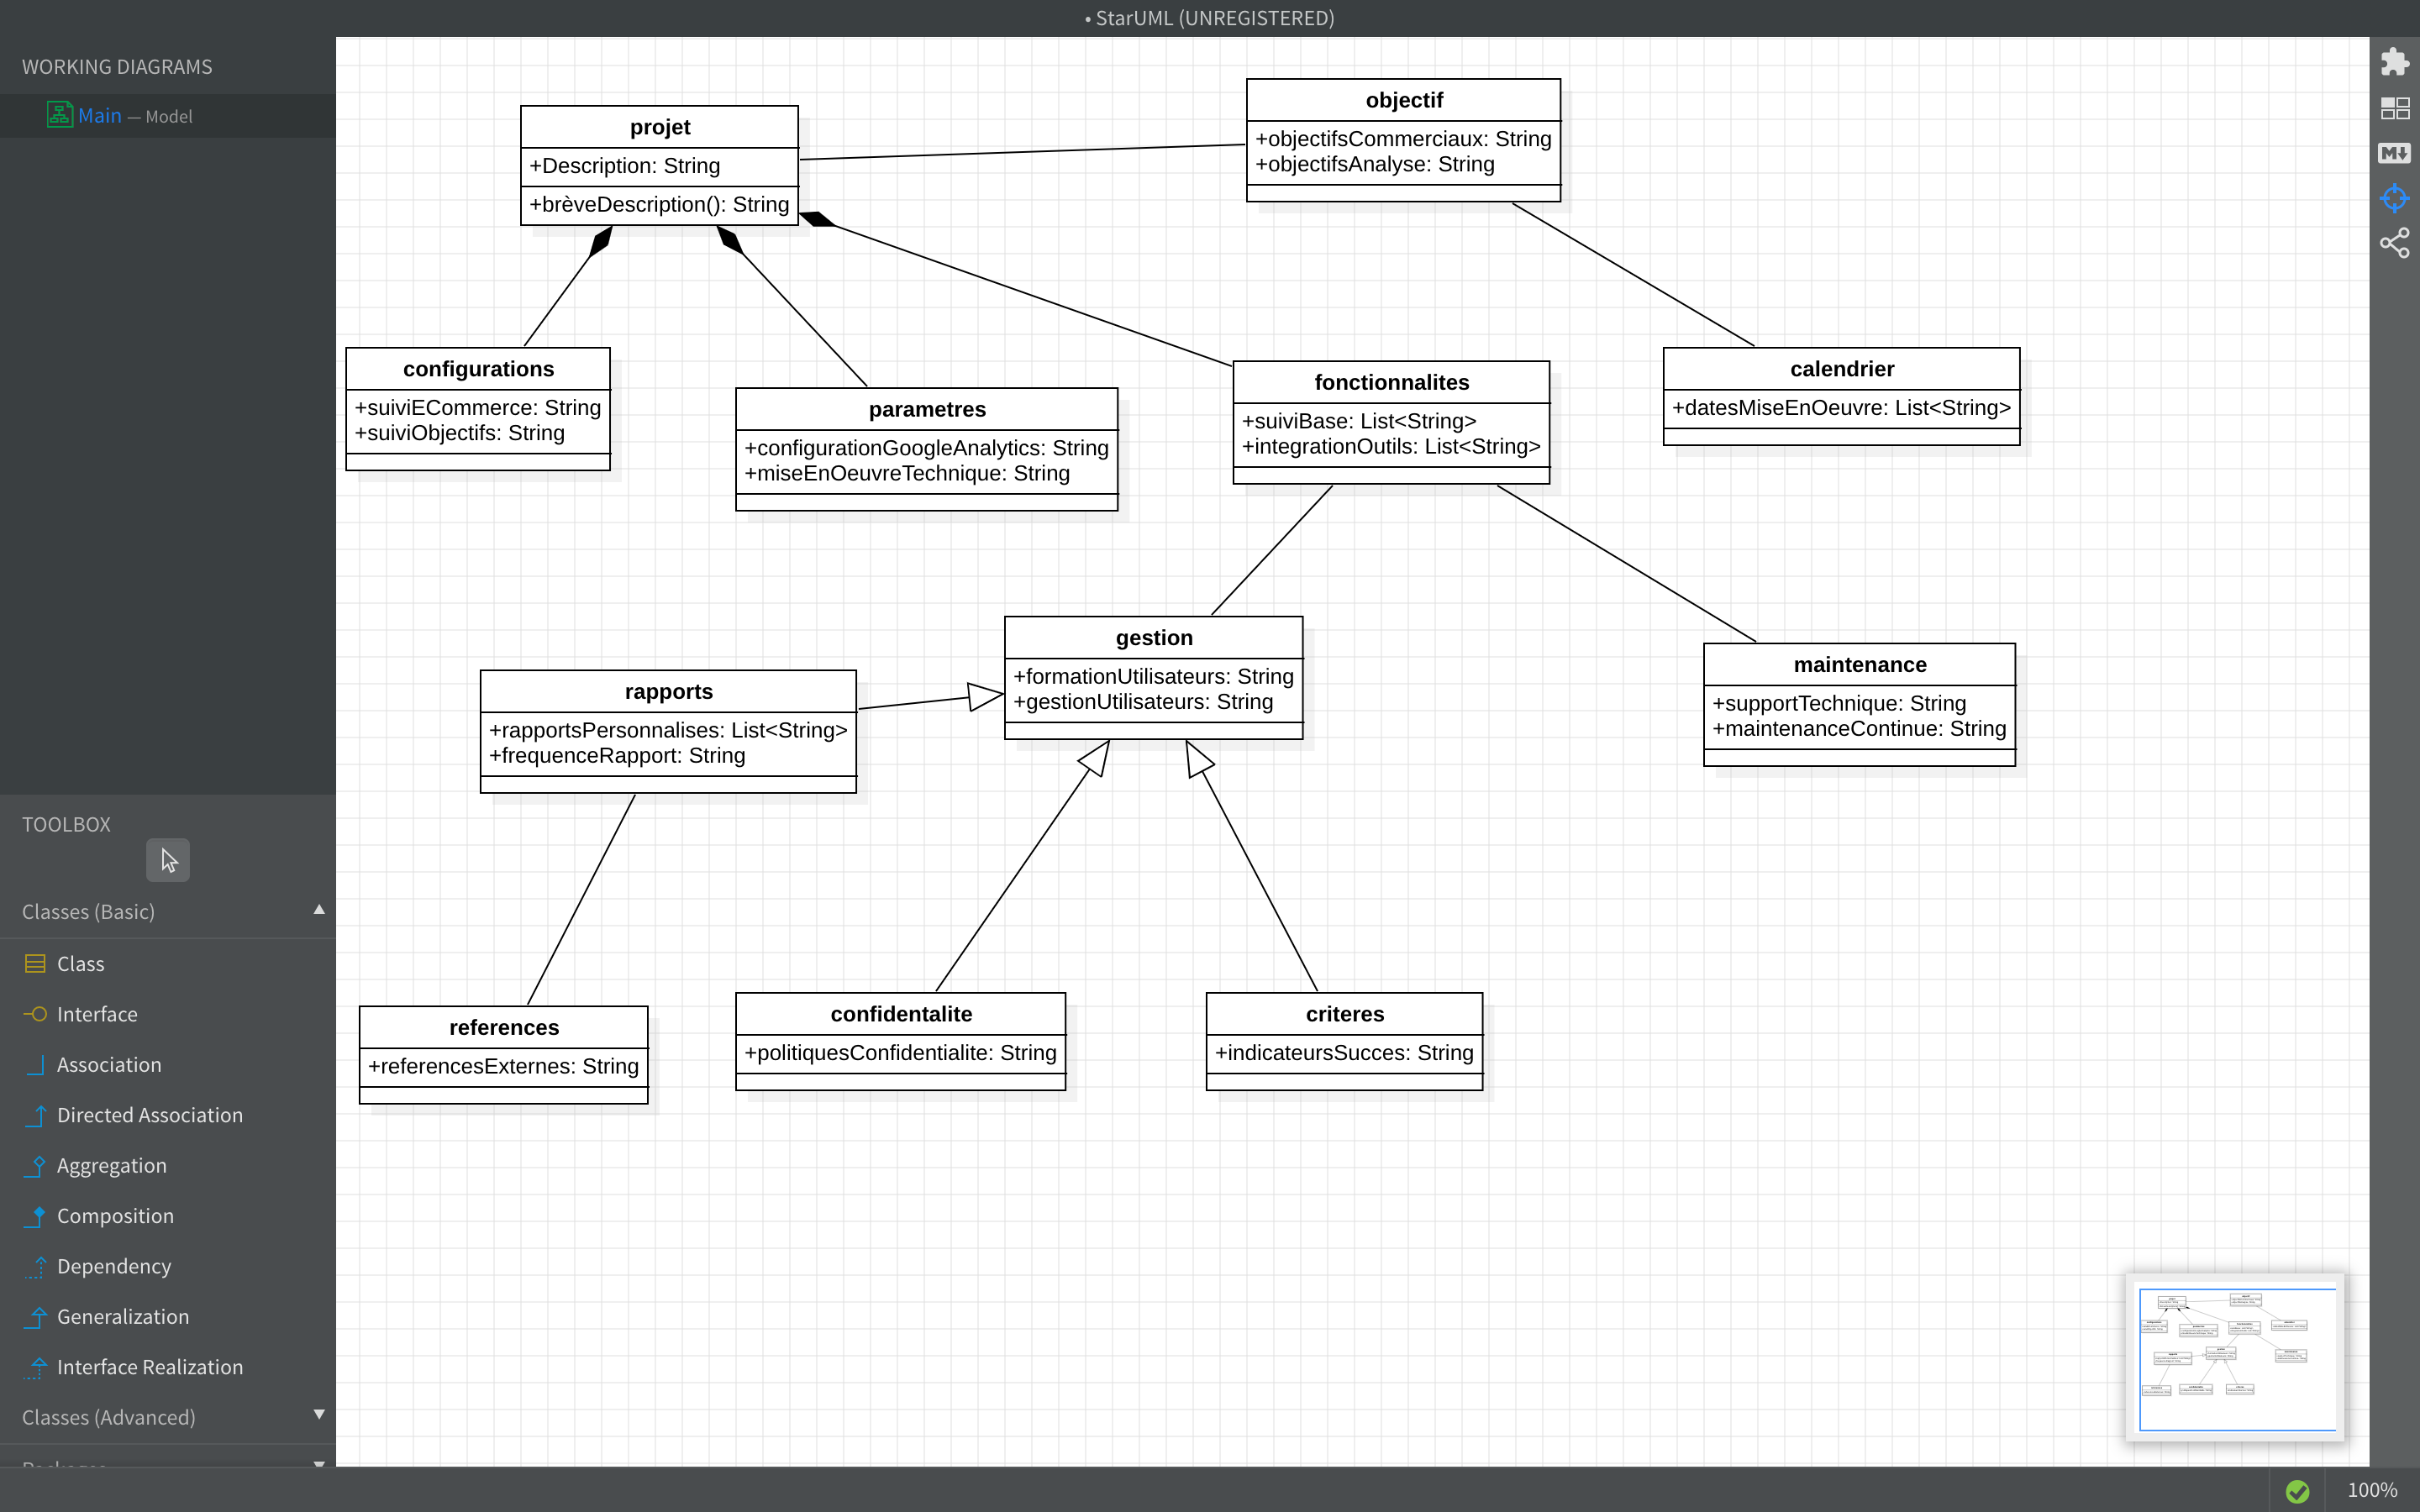 • StarUML (UNREGISTERED)
WORKING DIAGRAMS
Main — Model
TOOLBOX
Classes (Basic)
Class
Interface
Association
Directed Association
Aggregation
Composition
Dependency
Generalization
Interface Realization
Classes (Advanced)
projet
+Description: String
+brèveDescription(): String
objectif
+objectifsCommerciaux: String
+objectifsAnalyse: String
configurations
+suiviECommerce: String
+suiviObjectifs: String
parametres
+configurationGoogleAnalytics: String
+miseEnOeuvreTechnique: String
fonctionnalites
+suiviBase: List<String>
+integrationOutils: List<String>
calendrier
+datesMiseEnOeuvre: List<String>
rapports
+rapportsPersonnalises: List<String>
+frequenceRapport: String
gestion
+formationUtilisateurs: String
+gestionUtilisateurs: String
maintenance
+supportTechnique: String
+maintenanceContinue: String
references
+referencesExternes: String
confidentalite
+politiquesConfidentialite: String
criteres
+indicateursSucces: String
M
100%